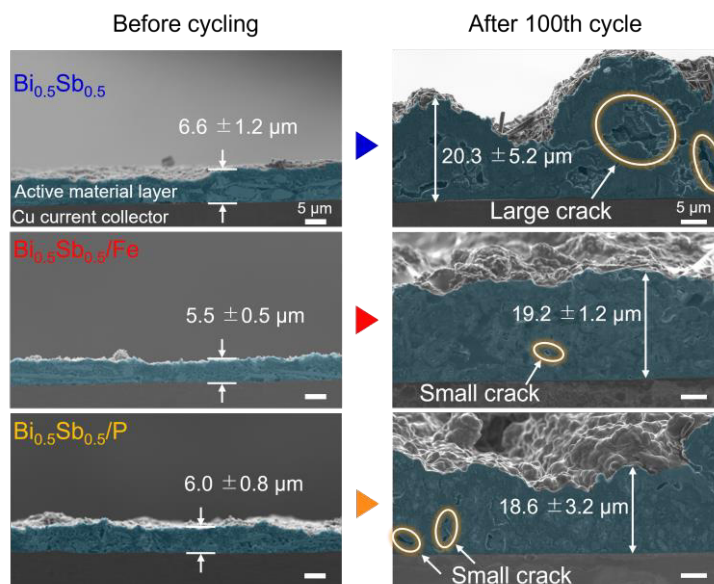 Before cycling
After 100th cycle
Bi0.5Sb0.5
6.6 ±1.2 μm
Active material layer
Cu current collector
5 μm
20.3 ±5.2 μm
Large crack
5 μm
Bi0.5Sb0.5/Fe
5.5 ±0.5 μm
19.2 ±1.2 μm
Small crack
Bi0.5Sb0.5/P
6.0 ±0.8 μm
18.6 ±3.2 μm
Small crack